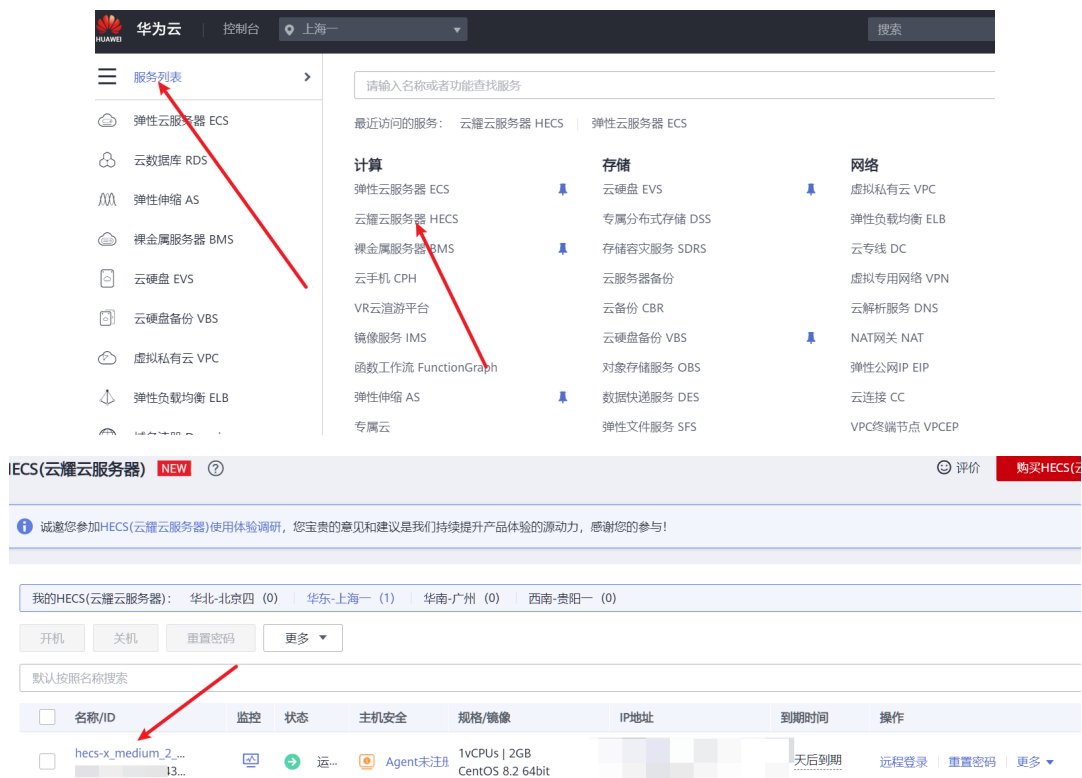 HUAWEI 华为云 控制台 上海一 搜索
服务列表
请输入名称或者功能查找服务
弹性云服务器 ECS
云数据库 RDS
弹性伸缩 AS
裸金属服务器 BMS
云硬盘 EVS
云硬盘备份 VBS
虚拟私有云 VPC
弹性负载均衡 ELB
最近访问的服务: 云耀云服务器 HECS 弹性云服务器 ECS
计算
弹性云服务器 ECS
云耀云服务器 HECS
裸金属服务器 BMS
云手机 CPH
VR云渲游平台
镜像服务 IMS
函数工作流 FunctionGraph
弹性伸缩 AS
专属云
存储
云硬盘 EVS
专属分布式存储 DSS
存储容灾服务 SDRS
云服务器备份
云备份 CBR
云硬盘备份 VBS
对象存储服务 OBS
数据快递服务 DES
弹性文件服务 SFS
网络
虚拟私有云 VPC
弹性负载均衡 ELB
云专线 DC
虚拟专用网络 VPN
云解析服务 DNS
NAT网关 NAT
弹性公网IP EIP
云连接 CC
VPC终端节点 VPCEP
IECS(云耀云服务器) NEW ? 评价 购买HECS(云
诚邀您参加HECS(云耀云服务器)使用体验调研，您宝贵的意见和建议是我们持续提升产品体验的源动力，感谢您的参与！
我的HECS(云耀云服务器)： 华北-北京四 (0) 华东-上海一 (1) 华南-广州 (0) 西南-贵阳一 (0)
开机 关机 重置密码 更多
默认按照名称搜索
名称/ID 监控 状态 主机安全 规格/镜像 IP地址 到期时间 操作
hecs-x_medium_2_... 运... Agent未注册 1vCPUs | 2GB 天后到期 远程登录 重置密码 更多
13... CentOS 8.2 64bit